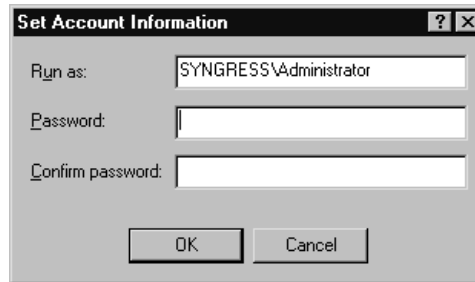 Set Account Information
Run as: SYNGRESS\Administrator
Password:
Confirm password:
OK Cancel